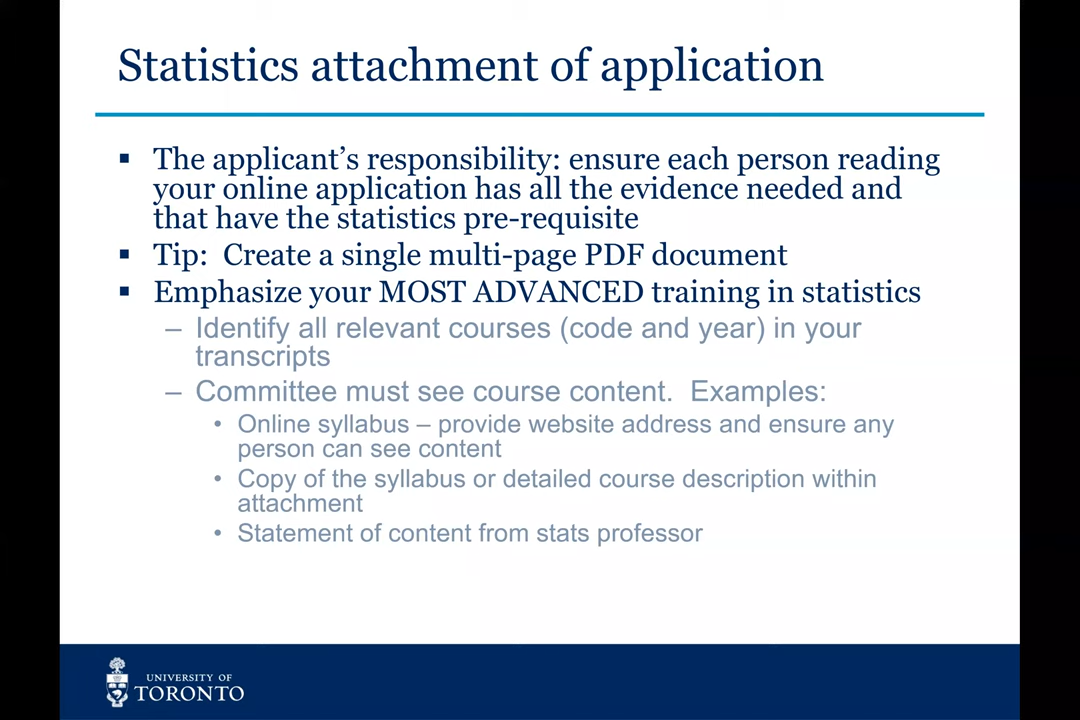 Statistics attachment of application
▪ The applicant’s responsibility: ensure each person reading
your online application has all the evidence needed and
that have the statistics pre-requisite
▪ Tip:  Create a single multi-page PDF document
▪ Emphasize your MOST ADVANCED training in statistics
– Identify all relevant courses (code and year) in your
transcripts
– Committee must see course content.  Examples:
• Online syllabus – provide website address and ensure any
person can see content
• Copy of the syllabus or detailed course description within
attachment
• Statement of content from stats professor
UNIVERSITY OF
TORONTO